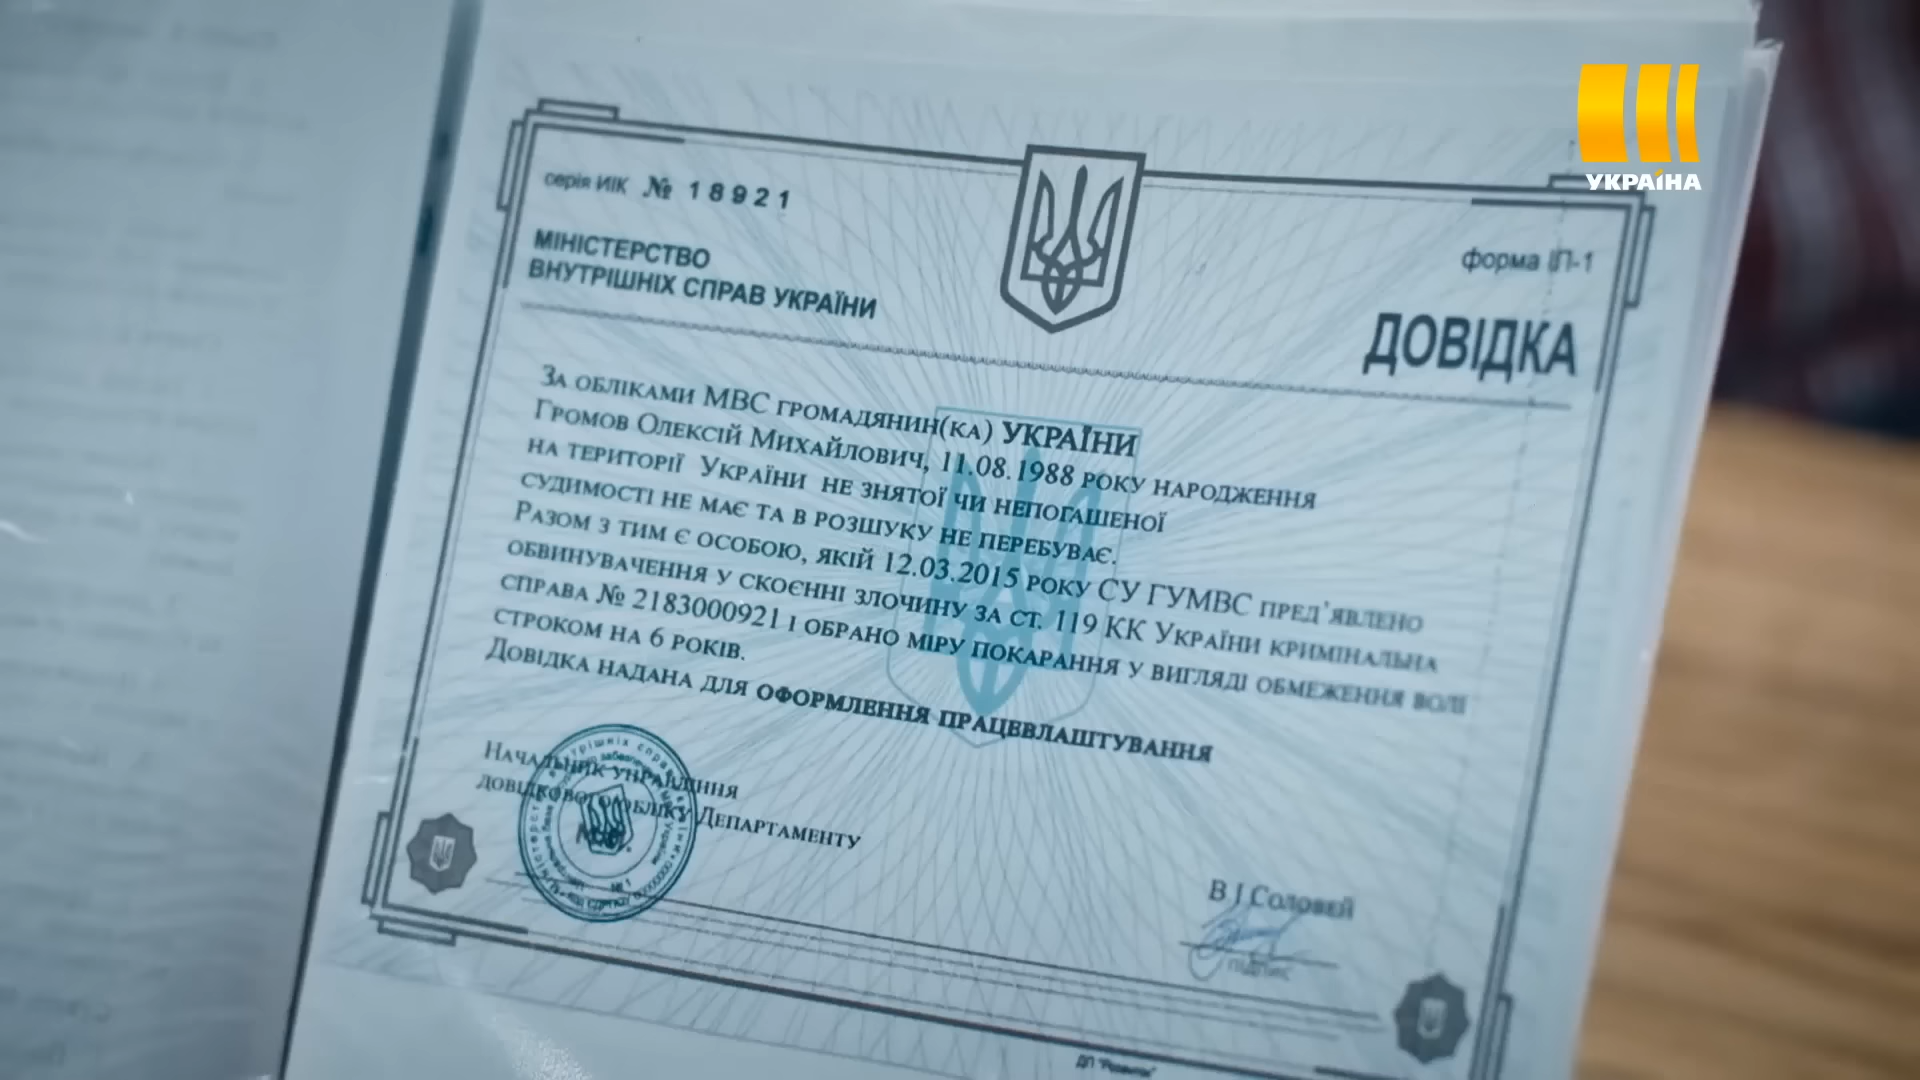 УКРАЇНА
серія ИІК № 18921
МІНІСТЕРСТВО
ВНУТРІШНІХ СПРАВ УКРАЇНИ
форма ІП-1
ДОВІДКА
За обліками МВС громадянин(ка) УКРАЇНИ
Громов Олексій Михайлович, 11.08.1988 року народження
на території України не знятої чи непогашеної
судимості не має та в розшуку не перебуває.
Разом з тим є особою, якій 12.03.2015 року СУ ГУМВС пред'явлено
обвинувачення у скоєнні злочину за ст. 119 КК України кримінальна
справа № 2183000921 і обрано міру покарання у вигляді обмеження волі
строком на 6 років.
Довідка надана для оформлення працевлаштування
Начальник управління
довідкового обліку Департаменту
В І Соловей
підпис